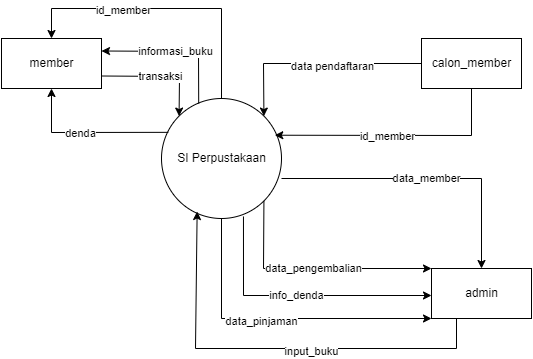 id_member
member
informasi_buku
transaksi
denda
data pendaftaran
calon_member
id_member
SI Perpustakaan
data_member
data_pengembalian
admin
info_denda
data_pinjaman
input_buku